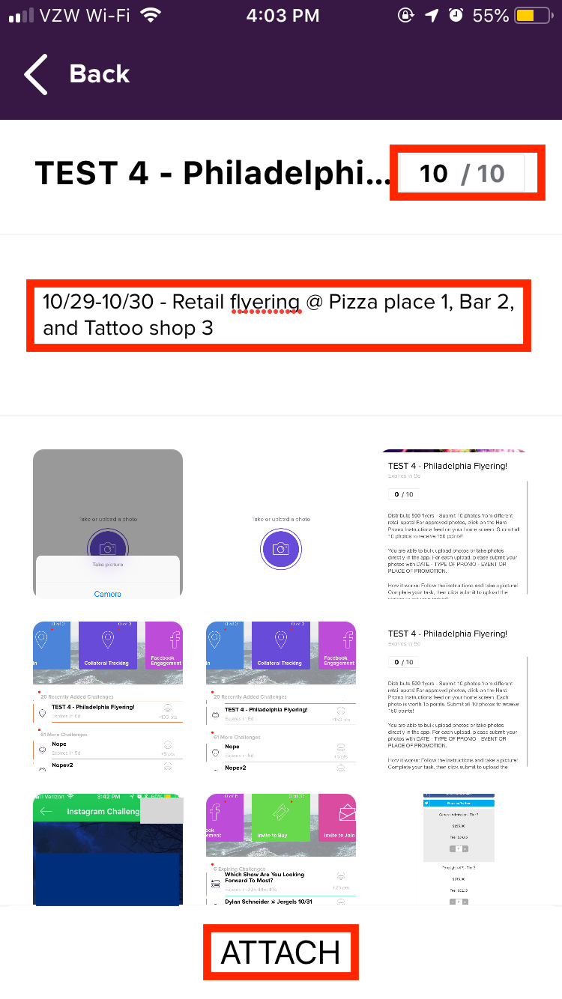 VZW Wi-Fi 4:03 PM 55%
Back
TEST 4 - Philadelphi... 10 / 10
10/29-10/30 - Retail flyering @ Pizza place 1, Bar 2,
and Tattoo shop 3
Take or upload a photo
Take picture
Camera
Take or upload a photo
TEST 4 - Philadelphia Flyering!
Expires in 6d
0 / 10
Distribute 500 flyers - Submit 10 photos from different
retail spots! For approved photos, click on the Hard
Promo Instructions feed on your home screen. Submit all
10 photos to receive 150 points!
You are able to bulk upload photos or take photos
directly in the app. For each upload, please submit your
photos with DATE - TYPE OF PROMO - EVENT OR
PLACE OF PROMOTION.
How it works: Follow the instructions and take a picture!
Complete your task, then click submit to upload the
0 of 3
Collateral Tracking
Facebook
Engagement
20 Recently Added Challenges
TEST 4 - Philadelphia Flyering!
Expires in 6d
+100 pts
61 More Challenges
Nope
Expires in 5d
+5 pts
Nopev2
0 of 3
Collateral Tracking
Facebook
Engagement
20 Recently Added Challenges
TEST 4 - Philadelphia Flyering!
Expires in 6d
+150 pts
61 More Challenges
Nope
Expires in 5d
+5 pts
Nopev2
TEST 4 - Philadelphia Flyering!
Expires in 6d
0 / 10
Distribute 500 flyers - Submit 10 photos from different
retail spots! For approved photos, click on the Hard
Promo Instructions feed on your home screen. Each
photo is worth 15 points. Submit all 10 photos to receive
150 points!
You are able to bulk upload photos or take photos
directly in the app. For each upload, please submit your
photos with DATE - TYPE OF PROMO - EVENT OR
PLACE OF PROMOTION.
How it works: Follow the instructions and take a picture!
Complete your task, then click submit to upload the
Verizon 3:42 PM
Instagram Challeng
Invite to Buy
Invite to Join
6 Expiring Challenges
Which Show Are You Looking
Forward To Most?
Expires in 23h 44m 47s
+25 pts
Dylan Schneider @ Jergels 10/31
Share on Twitter
General Admission - Tier 3
ATTACH